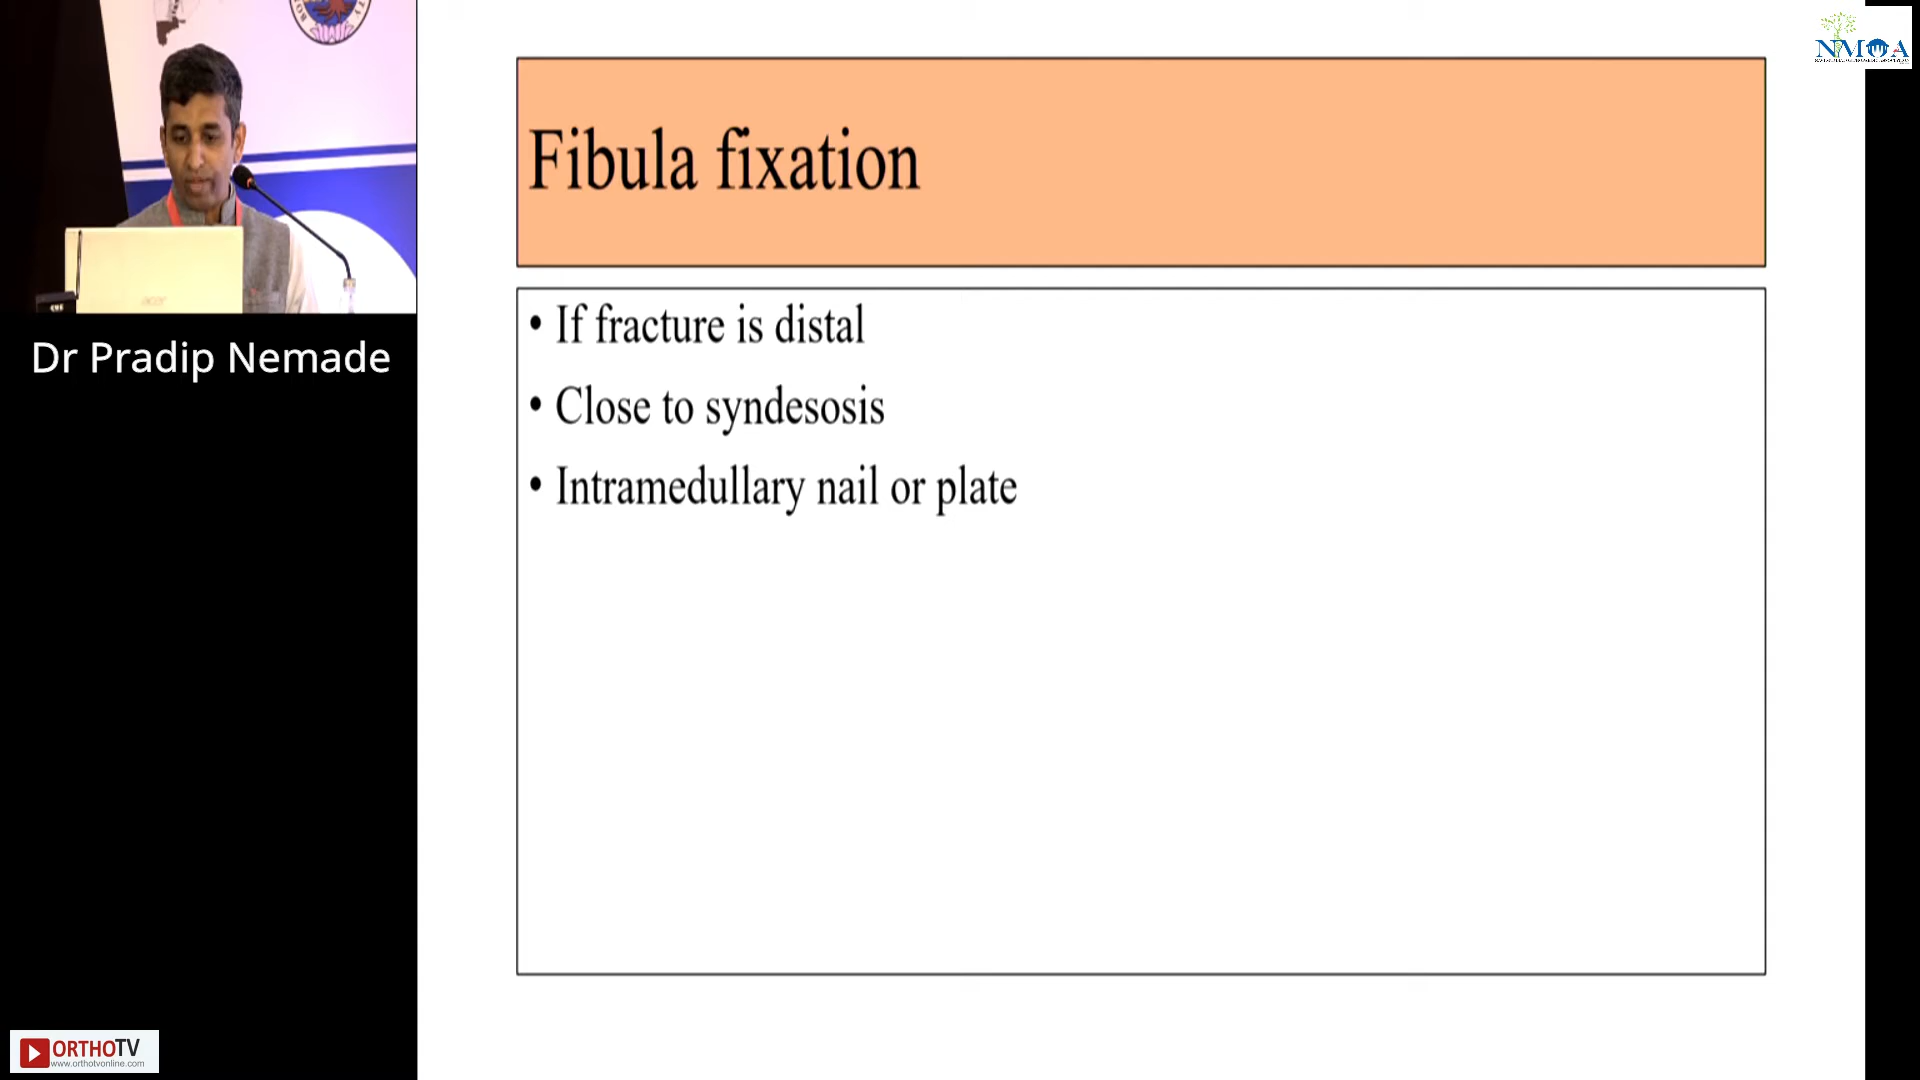 NMOA
Fibula fixation
• If fracture is distal
• Close to syndesosis
• Intramedullary nail or plate
acer
Dr Pradip Nemade
ORTHOTV
www.orthotvonline.com